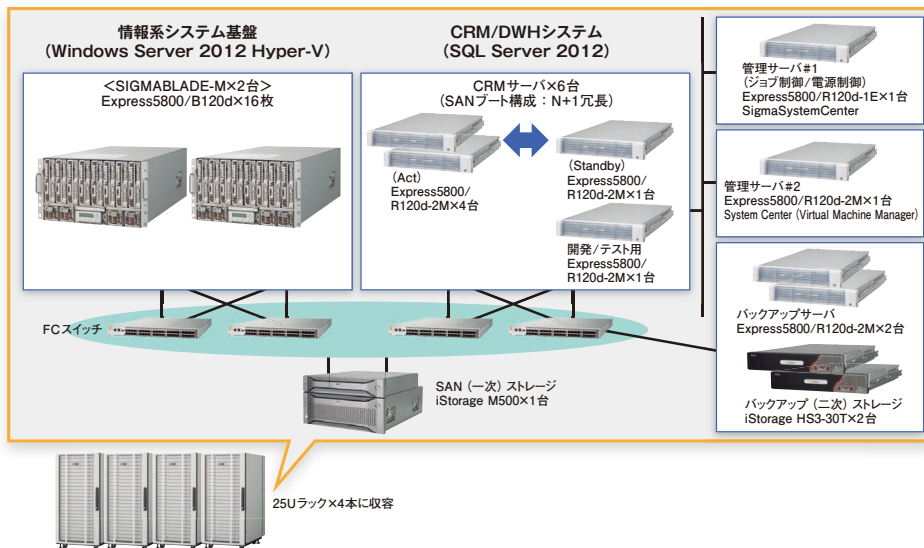 情報系システム基盤
（Windows Server 2012 Hyper-V）
CRM/DWHシステム
（SQL Server 2012）
＜SIGMABLADE-M×2台＞
Express5800/B120d×16枚
CRMサーバ×6台
（SANブート構成：N+1冗長）
（Act）
Express5800/
R120d-2M×4台
（Standby）
Express5800/
R120d-2M×1台
開発/テスト用
Express5800/
R120d-2M×1台
管理サーバ#1
（ジョブ制御/電源制御）
Express5800/R120d-1E×1台
SigmaSystemCenter
管理サーバ#2
Express5800/R120d-2M×1台
System Center（Virtual Machine Manager）
バックアップサーバ
Express5800/R120d-2M×2台
バックアップ（二次）ストレージ
iStorage HS3-30T×2台
FCスイッチ
SAN（一次）ストレージ
iStorage M500×1台
25Uラック×4本に収容